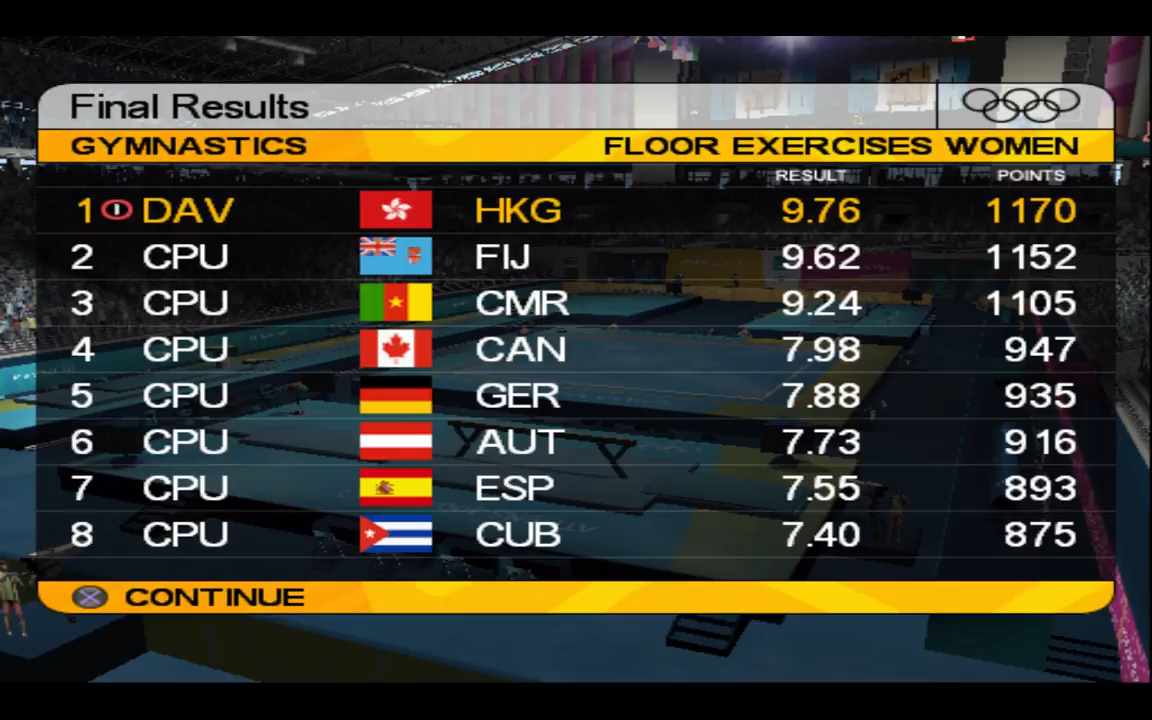 Final Results
GYMNASTICS FLOOR EXERCISES WOMEN
RESULT POINTS
1 DAV HKG 9.76 1170
2 CPU FIJ 9.62 1152
3 CPU CMR 9.24 1105
4 CPU CAN 7.98 947
5 CPU GER 7.88 935
6 CPU AUT 7.73 916
7 CPU ESP 7.55 893
8 CPU CUB 7.40 875
CONTINUE